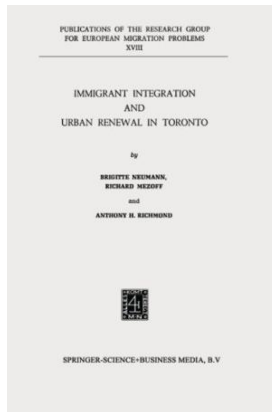 PUBLICATIONS OF THE RESEARCH GROUP
FOR EUROPEAN MIGRATION PROBLEMS
XVIII
IMMIGRANT INTEGRATION
AND
URBAN RENEWAL IN TORONTO
by
BRIGITTE NEUMANN,
RICHARD MEZOFF
and
ANTHONY H. RICHMOND
SPRINGER-SCIENCE+BUSINESS MEDIA, B.V